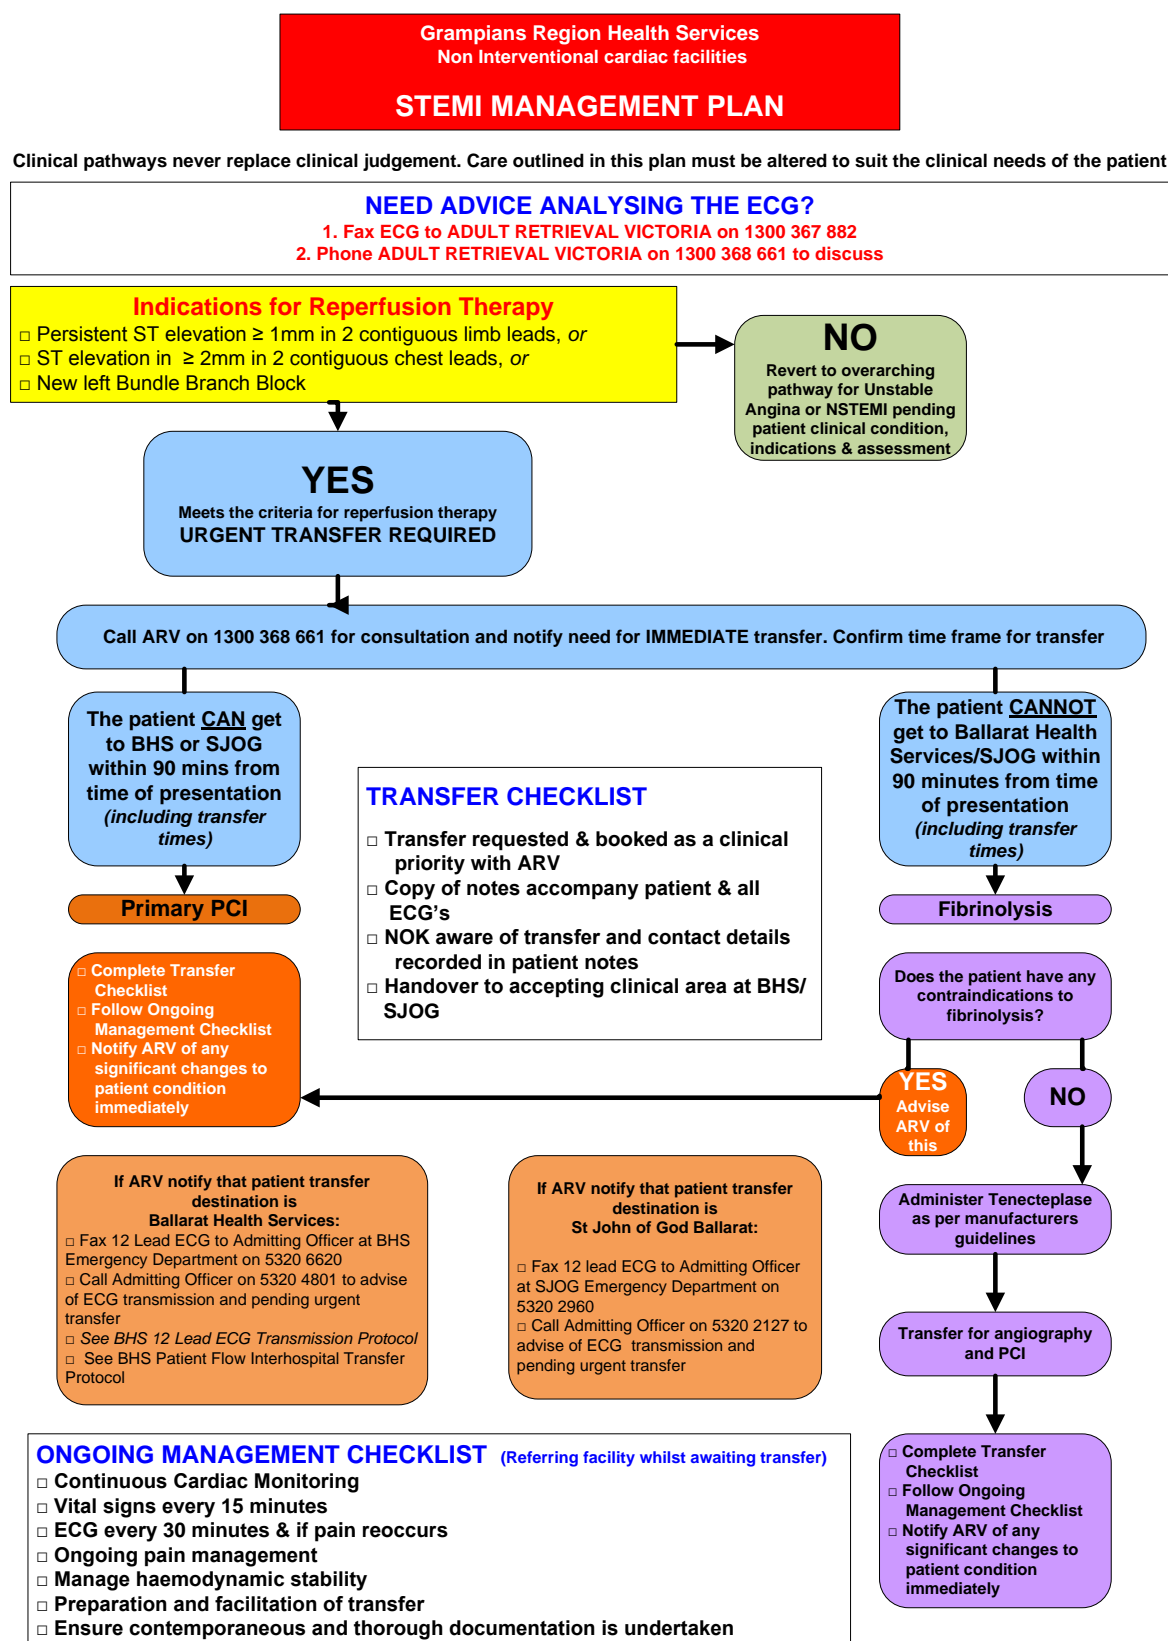 Grampians Region Health Services
Non Interventional cardiac facilities
STEMI MANAGEMENT PLAN
Clinical pathways never replace clinical judgement. Care outlined in this plan must be altered to suit the clinical needs of the patient
NEED ADVICE ANALYSING THE ECG?
1. Fax ECG to ADULT RETRIEVAL VICTORIA on 1300 367 882
2. Phone ADULT RETRIEVAL VICTORIA on 1300 368 661 to discuss
Indications for Reperfusion Therapy
□ Persistent ST elevation ≥ 1mm in 2 contiguous limb leads, or
□ ST elevation in ≥ 2mm in 2 contiguous chest leads, or
□ New left Bundle Branch Block
NO
Revert to overarching
pathway for Unstable
Angina or NSTEMI pending
patient clinical condition,
indications & assessment
YES
Meets the criteria for reperfusion therapy
URGENT TRANSFER REQUIRED
Call ARV on 1300 368 661 for consultation and notify need for IMMEDIATE transfer. Confirm time frame for transfer
The patient CAN get
to BHS or SJOG
within 90 mins from
time of presentation
(including transfer
times)
Primary PCI
□ Complete Transfer
Checklist
□ Follow Ongoing
Management Checklist
□ Notify ARV of any
significant changes to
patient condition
immediately
TRANSFER CHECKLIST
□ Transfer requested & booked as a clinical
priority with ARV
□ Copy of notes accompany patient & all
ECG's
□ NOK aware of transfer and contact details
recorded in patient notes
□ Handover to accepting clinical area at BHS/
SJOG
The patient CANNOT
get to Ballarat Health
Services/SJOG within
90 minutes from time
of presentation
(including transfer
times)
Fibrinolysis
Does the patient have any
contraindications to
fibrinolysis?
YES
Advise
ARV of
this
NO
Administer Tenecteplase
as per manufacturers
guidelines
Transfer for angiography
and PCI
□ Complete Transfer
Checklist
□ Follow Ongoing
Management Checklist
□ Notify ARV of any
significant changes to
patient condition
immediately
If ARV notify that patient transfer
destination is
Ballarat Health Services:
□ Fax 12 Lead ECG to Admitting Officer at BHS
Emergency Department on 5320 6620
□ Call Admitting Officer on 5320 4801 to advise
of ECG transmission and pending urgent
transfer
□ See BHS 12 Lead ECG Transmission Protocol
□ See BHS Patient Flow Interhospital Transfer
Protocol
If ARV notify that patient transfer
destination is
St John of God Ballarat:
□ Fax 12 lead ECG to Admitting Officer
at SJOG Emergency Department on
5320 2960
□ Call Admitting Officer on 5320 2127 to
advise of ECG transmission and
pending urgent transfer
ONGOING MANAGEMENT CHECKLIST (Referring facility whilst awaiting transfer)
□ Continuous Cardiac Monitoring
□ Vital signs every 15 minutes
□ ECG every 30 minutes & if pain reoccurs
□ Ongoing pain management
□ Manage haemodynamic stability
□ Preparation and facilitation of transfer
□ Ensure contemporaneous and thorough documentation is undertaken